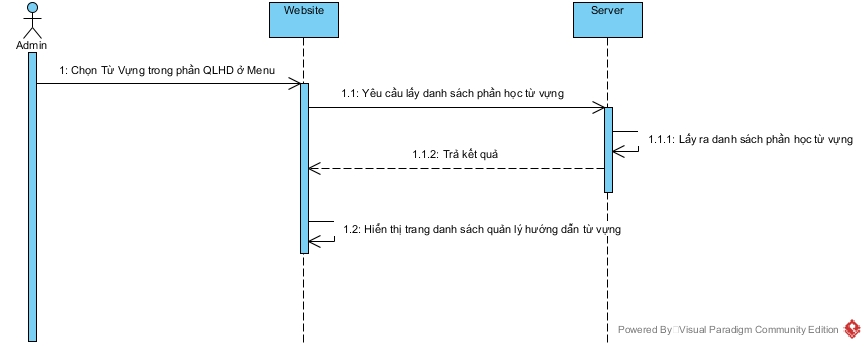 Website
Server
Admin
1: Chọn Từ Vựng trong phần QLHD ở Menu
1.1: Yêu cầu lấy danh sách phần học từ vựng
1.1.1: Lấy ra danh sách phần học từ vựng
1.1.2: Trả kết quả
1.2: Hiển thị trang danh sách quản lý hướng dẫn từ vựng
Powered By Visual Paradigm Community Edition